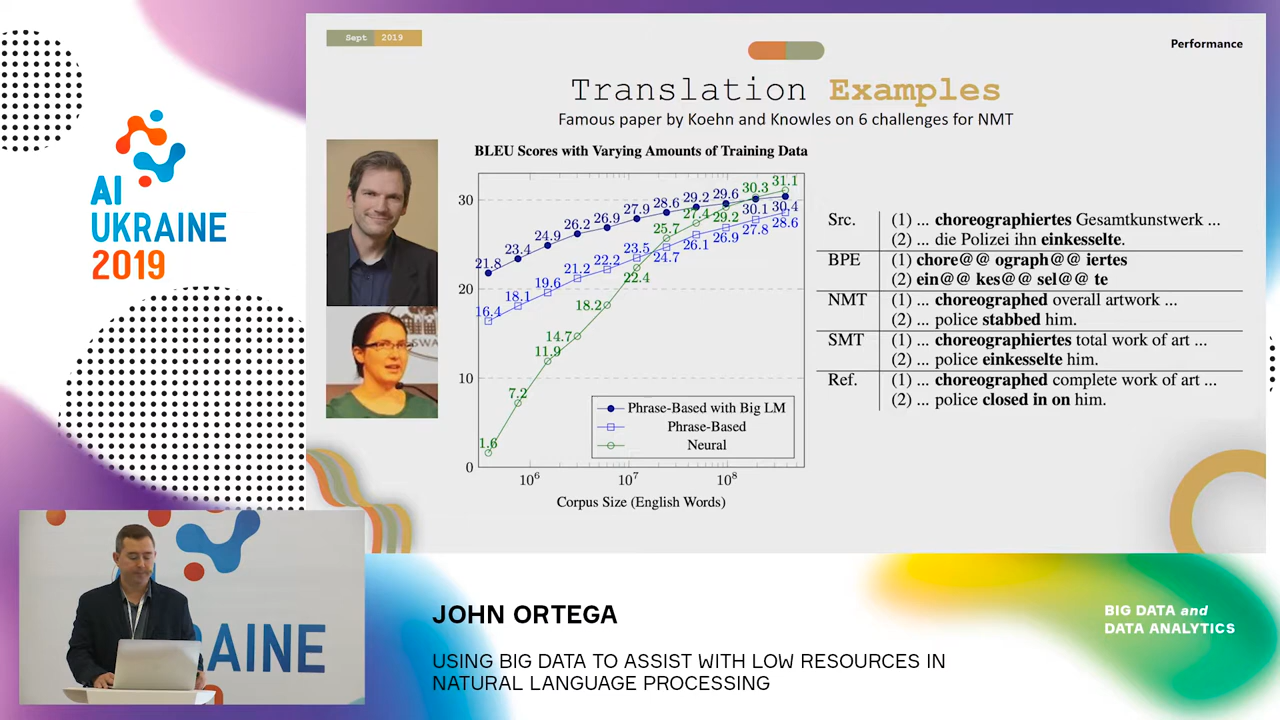 Sept 2019
Performance
Translation Examples
Famous paper by Koehn and Knowles on 6 challenges for NMT
BLEU Scores with Varying Amounts of Training Data
30
20
10
0
21.8 23.4 24.9 26.2 26.9 27.9 28.6 29.2 29.6 30.1 30.4
16.4 18.1 19.6 21.2 22.2 23.5 24.7 26.1 26.9 27.8 28.6
1.6 7.2 11.9 14.7 18.2 22.4 25.7 27.4 29.2 30.3 31.1
Phrase-Based with Big LM
Phrase-Based
Neural
10^6 10^7 10^8
Corpus Size (English Words)
Src. (1) ... choreographiertes Gesamtkunstwerk ...
(2) ... die Polizei ihn einkesselte.
BPE (1) chore@@ ograph@@ iertes
(2) ein@@ kes@@ sel@@ te
NMT (1) ... choreographed overall artwork ...
(2) ... police stabbed him.
SMT (1) ... choreographiertes total work of art ...
(2) ... police einkesselte him.
Ref. (1) ... choreographed complete work of art ...
(2) ... police closed in on him.
AI
UKRAINE
2019
RAINE
JOHN ORTEGA
USING BIG DATA TO ASSIST WITH LOW RESOURCES IN
NATURAL LANGUAGE PROCESSING
BIG DATA and
DATA ANALYTICS